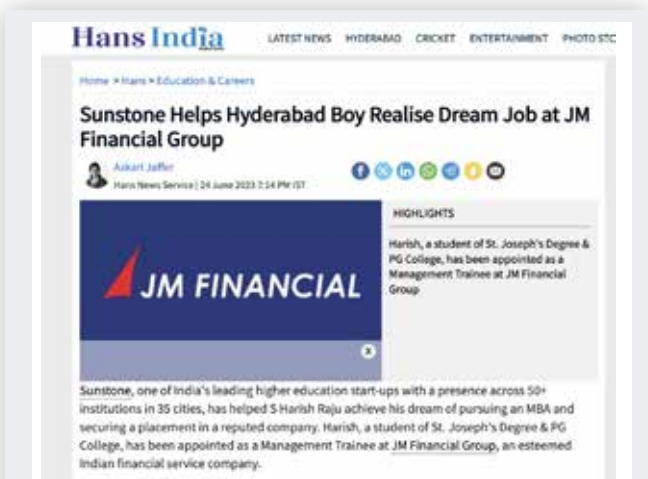 Hans India
LATEST NEWS HYDERABAD CRICKET ENTERTAINMENT PHOTO STO
Home > Hans > Education & Careers
Sunstone Helps Hyderabad Boy Realise Dream Job at JM
Financial Group
Askari Jaffer
Hans News Service | 24 June 2023 7:14 PM IST
HIGHLIGHTS
Harish, a student of St. Joseph's Degree &
PG College, has been appointed as a
Management Trainee at JM Financial
Group
JM FINANCIAL
X
Sunstone, one of India's leading higher education start-ups with a presence across 50+
institutions in 35 cities, has helped S Harish Raju achieve his dream of pursuing an MBA and
securing a placement in a reputed company. Harish, a student of St. Joseph's Degree & PG
College, has been appointed as a Management Trainee at JM Financial Group, an esteemed
Indian financial service company.